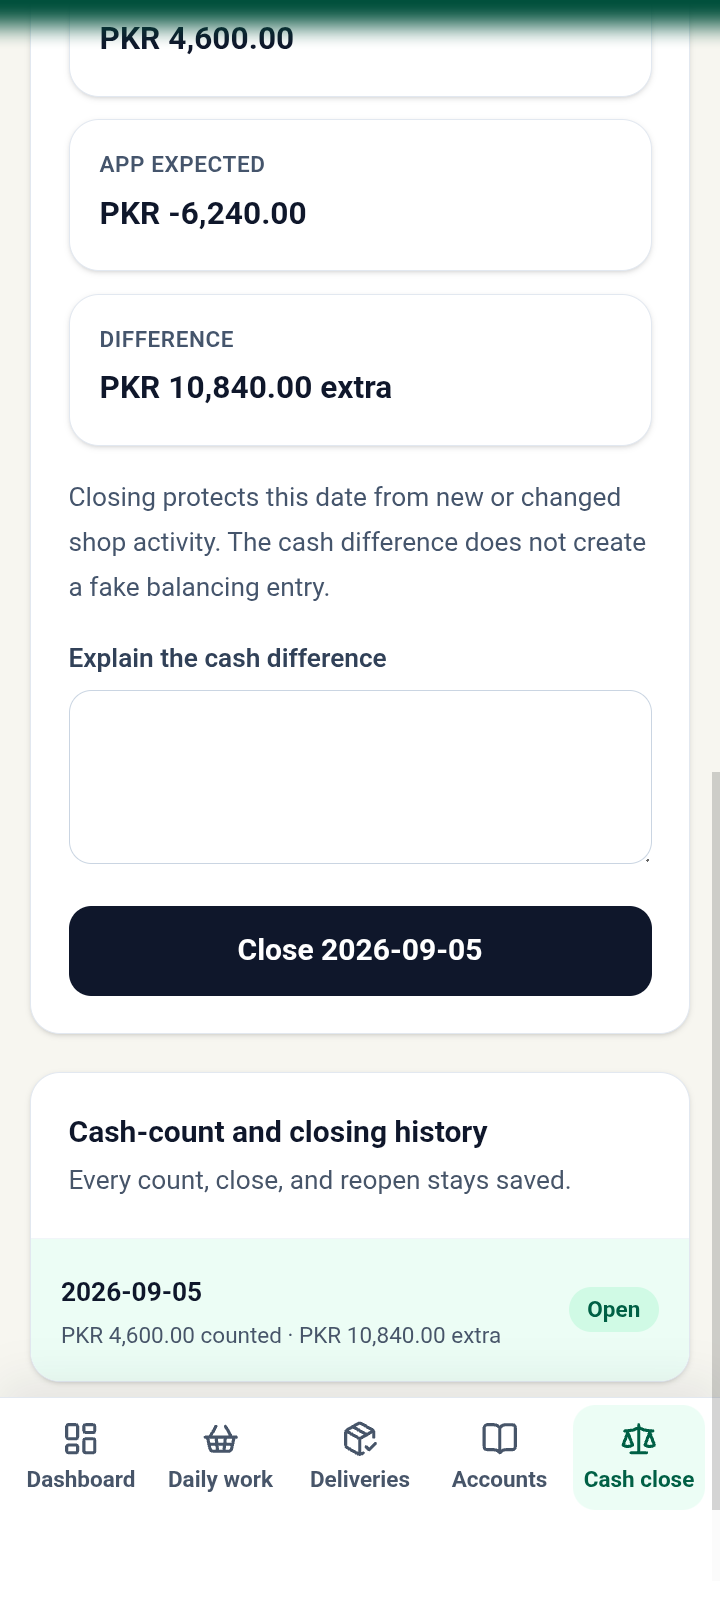 PKR 4,600.00
APP EXPECTED
PKR -6,240.00
DIFFERENCE
PKR 10,840.00 extra
Closing protects this date from new or changed
shop activity. The cash difference does not create
a fake balancing entry.
Explain the cash difference
Close 2026-09-05
Cash-count and closing history
Every count, close, and reopen stays saved.
2026-09-05
Open
PKR 4,600.00 counted · PKR 10,840.00 extra
Dashboard
Daily work
Deliveries
Accounts
Cash close